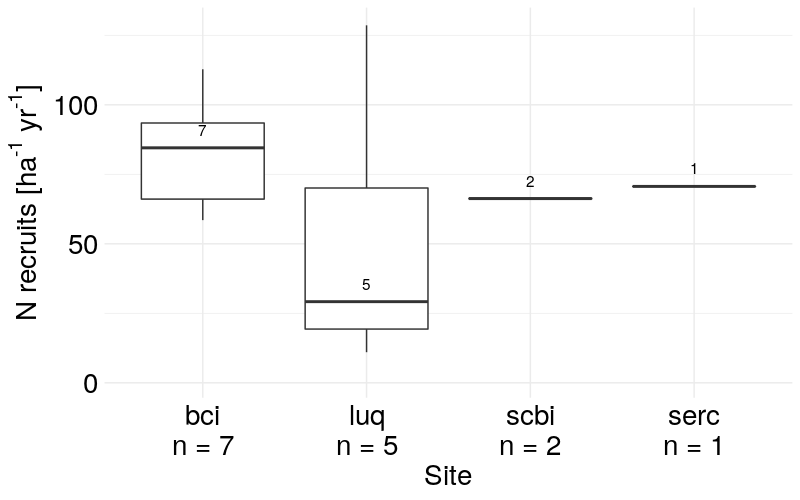 N recruits [ha⁻¹ yr⁻¹]
100
50
0
7
5
2
1
bci luq scbi serc
n = 7 n = 5 n = 2 n = 1
Site